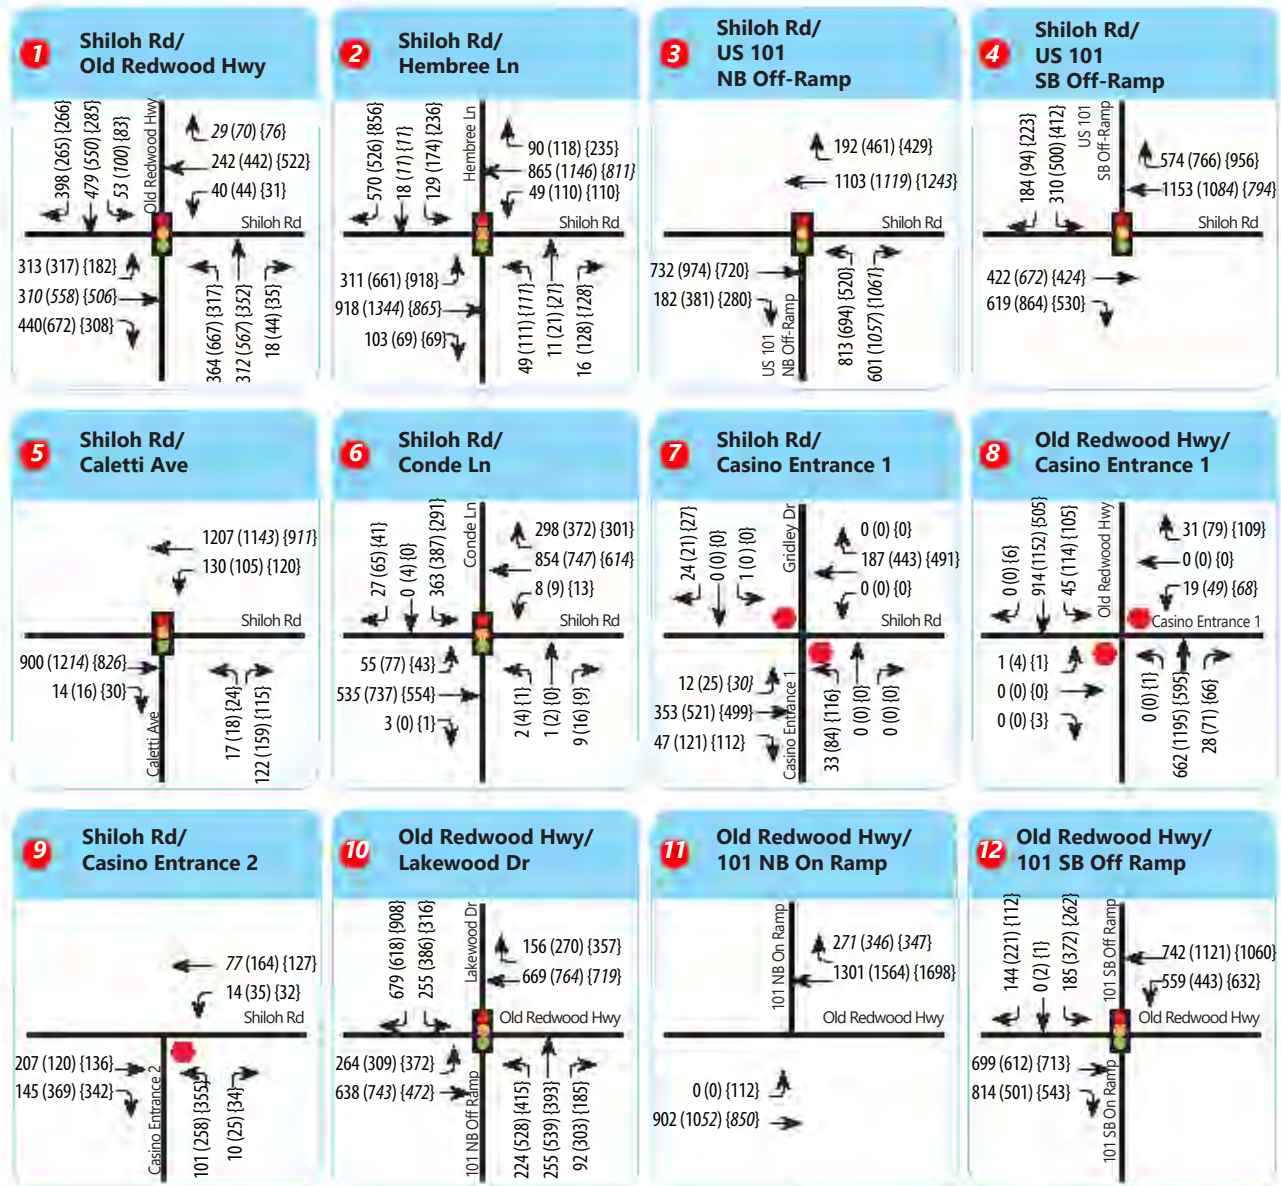 1
Shiloh Rd/
Old Redwood Hwy
398 (265) {266}
479 (550) {285}
53 (100) {83}
Old Redwood Hwy
29 (70) {76}
242 (442) {522}
40 (44) {31}
Shiloh Rd
313 (317) {182}
310 (558) {506}
440(672) {308}
364 (667) {317}
312 (567) {352}
18 (44) {35}
2
Shiloh Rd/
Hembree Ln
570 (526) {856}
18 (17) {17}
129 (174) {236}
Hembree Ln
90 (118) {235}
865 (1146) {811}
49 (110) {110}
Shiloh Rd
311 (661) {918}
918 (1344) {865}
103 (69) {69}
49 (111) {111}
11 (21) {21}
16 (128) {128}
3
Shiloh Rd/
US 101
NB Off-Ramp
192 (461) {429}
1103 (1119) {1243}
Shiloh Rd
732 (974) {720}
182 (381) {280}
US 101
NB Off-Ramp
813 (694) {520}
601 (1057) {1061}
4
Shiloh Rd/
US 101
SB Off-Ramp
184 (94) {223}
310 (500) {412}
US 101
SB Off-Ramp
574 (766) {956}
1153 (1084) {794}
Shiloh Rd
422 (672) {424}
619 (864) {530}
5
Shiloh Rd/
Caletti Ave
1207 (1143) {911}
130 (105) {120}
Shiloh Rd
900 (1214) {826}
14 (16) {30}
Caletti Ave
17 (18) {24}
122 (159) {115}
6
Shiloh Rd/
Conde Ln
27 (65) {41}
0 (4) {0}
363 (387) {291}
Conde Ln
298 (372) {301}
854 (747) {614}
8 (9) {13}
Shiloh Rd
55 (77) {43}
535 (737) {554}
3 (0) {1}
2 (4) {1}
1 (2) {0}
9 (16) {9}
7
Shiloh Rd/
Casino Entrance 1
24 (21) {27}
0 (0) {0}
1 (0 ) {0}
Gridley Dr
0 (0) {0}
187 (443) {491}
0 (0) {0}
Shiloh Rd
12 (25) {30}
353 (521) {499}
47 (121) {112}
Casino Entrance 1
33 (84) {116}
0 (0) {0}
0 (0) {0}
8
Old Redwood Hwy/
Casino Entrance 1
0 (0) {6}
914 (1152) {505}
45 (114) {105}
Old Redwood Hwy
31 (79) {109}
0 (0) {0}
19 (49) {68}
Casino Entrance 1
1 (4) {1}
0 (0) {0}
0 (0) {3}
0 (0) {1}
662 (1195) {595}
28 (71) {66}
9
Shiloh Rd/
Casino Entrance 2
77 (164) {127}
14 (35) {32}
Shiloh Rd
207 (120) {136}
145 (369) {342}
Casino Entrance 2
101 (258) {355}
10 (25) {34}
10
Old Redwood Hwy/
Lakewood Dr
679 (618) {908}
255 (386) {316}
Lakewood Dr
156 (270) {357}
669 (764) {719}
Old Redwood Hwy
264 (309) {372}
638 (743) {472}
101 NB Off Ramp
224 (528) {415}
255 (539) {393}
92 (303) {185}
11
Old Redwood Hwy/
101 NB On Ramp
101 NB On Ramp
271 (346) {347}
1301 (1564) {1698}
Old Redwood Hwy
0 (0) {112}
902 (1052) {850}
12
Old Redwood Hwy/
101 SB Off Ramp
144 (221) {112}
0 (2) {1}
185 (372) {262}
101 SB Off Ramp
742 (1121) {1060}
559 (443) {632}
Old Redwood Hwy
699 (612) {713}
814 (501) {543}
101 SB On Ramp